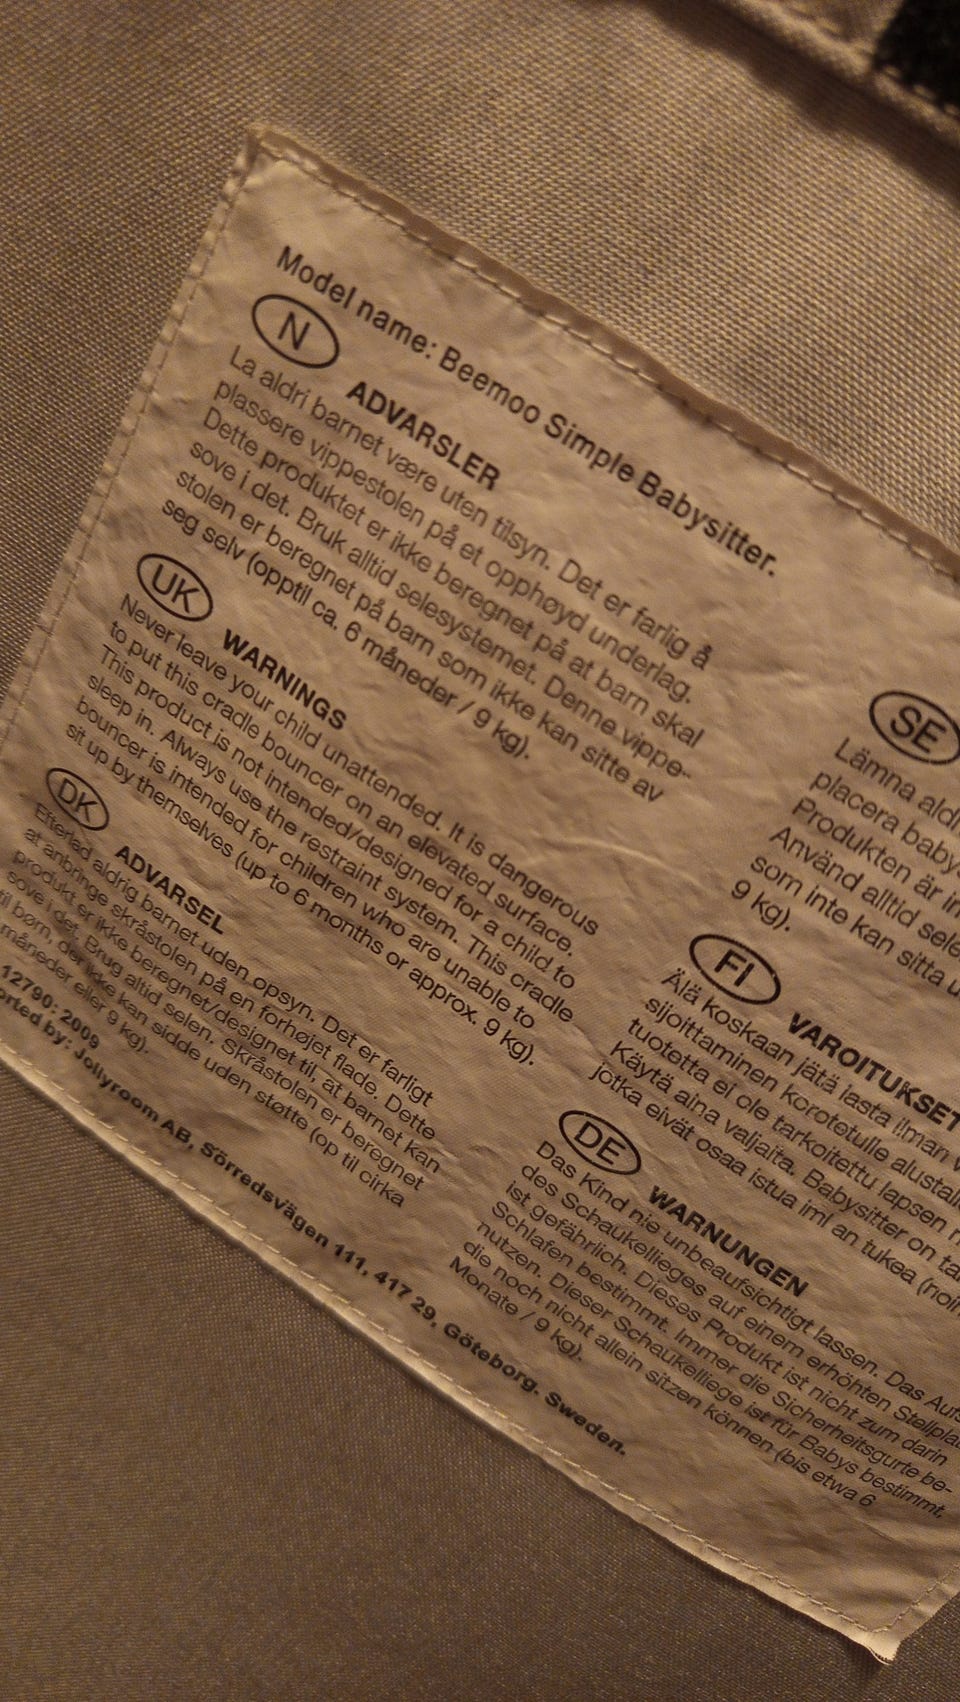 Model name: Beemoo Simple Babysitter.
N
ADVARSLER
La aldri barnet være uten tilsyn. Det er farlig å
plassere vippestolen på et opphøyd underlag.
Dette produktet er ikke beregnet på at barn skal
sove i det. Bruk alltid selesystemet. Denne vippe-
stolen er beregnet på barn som ikke kan sitte av
seg selv (opptil ca. 6 måneder / 9 kg).
UK
WARNINGS
Never leave your child unattended. It is dangerous
to put this cradle bouncer on an elevated surface.
This product is not intended/designed for a child to
sleep in. Always use the restraint system. This cradle
bouncer is intended for children who are unable to
sit up by themselves (up to 6 months or approx. 9 kg).
DK
ADVARSEL
Efterlad aldrig barnet uden opsyn. Det er farligt
at anbringe skråstolen på en forhøjet flade. Dette
produkt er ikke beregnet/designet til, at barnet kan
sove i det. Brug altid selen. Skråstolen er beregnet
til børn, der ikke kan sidde uden støtte (op til cirka
måneder eller 9 kg).
12790: 2009
orted by: Jollyroom AB, Sörredsvägen 111, 417 29, Göteborg. Sweden.
SE
Lämna
placera
Produkten är
Använd alltid
som inte kan sitta
9 kg).
FI
VAROITUKSET
Älä koskaan jätä lasta ilman
sijoittaminen korotetulle
tuotetta ei ole tarkoitettu lapsen
Käytä aina valjaita. Babysitter on
jotka eivät osaa istua iml an tukea
DE
WARNUNGEN
Das Kind nie unbeaufsichtigt lassen. Das
des Schaukellieges auf einem erhöhten
ist gefährlich. Dieses Produkt ist nicht zum darin
Schlafen bestimmt. Immer die Sicherheitsgurte be-
nutzen. Dieser Schaukelliege ist für Babys bestimmt,
die noch nicht allein sitzen können (bis etwa 6
Monate / 9 kg).